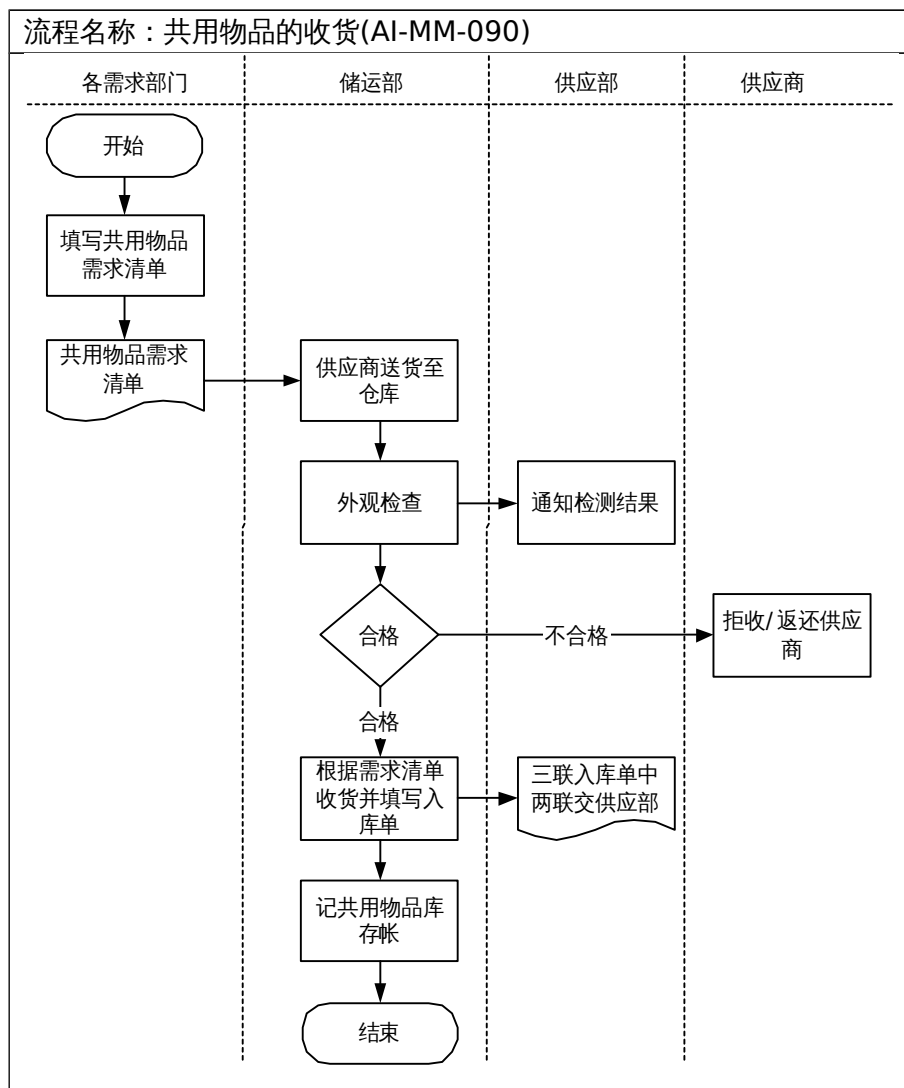 流程名称：共用物品的收货(AI-MM-090)
各需求部门
储运部
供应部
供应商
开始
填写共用物品
需求清单
共用物品需求
清单
供应商送货至
仓库
外观检查
通知检测结果
合格
不合格
拒收/返还供应
商
合格
根据需求清单
收货并填写入
库单
三联入库单中
两联交供应部
记共用物品库
存帐
结束